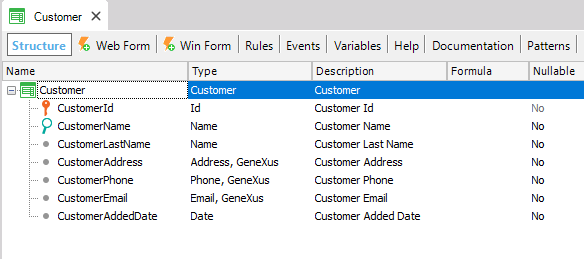 Customer
Structure Web Form Win Form Rules Events Variables Help Documentation Patterns
Name Type Description Formula Nullable
Customer Customer Customer
CustomerId Id Customer Id No
CustomerName Name Customer Name No
CustomerLastName Name Customer Last Name No
CustomerAddress Address, GeneXus Customer Address No
CustomerPhone Phone, GeneXus Customer Phone No
CustomerEmail Email, GeneXus Customer Email No
CustomerAddedDate Date Customer Added Date No